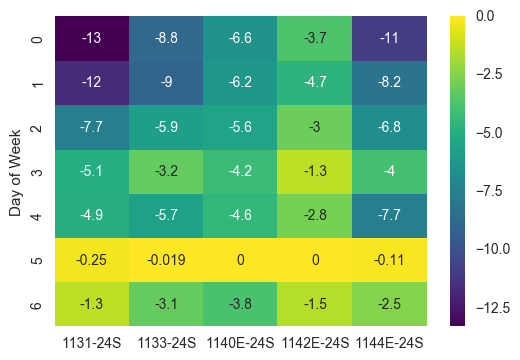 0 -13 -8.8 -6.6 -3.7 -11
1 -12 -9 -6.2 -4.7 -8.2
2 -7.7 -5.9 -5.6 -3 -6.8
3 -5.1 -3.2 -4.2 -1.3 -4
4 -4.9 -5.7 -4.6 -2.8 -7.7
5 -0.25 -0.019 0 0 -0.11
6 -1.3 -3.1 -3.8 -1.5 -2.5
1131-24S 1133-24S 1140E-24S 1142E-24S 1144E-24S
Day of Week
0.0
-2.5
-5.0
-7.5
-10.0
-12.5